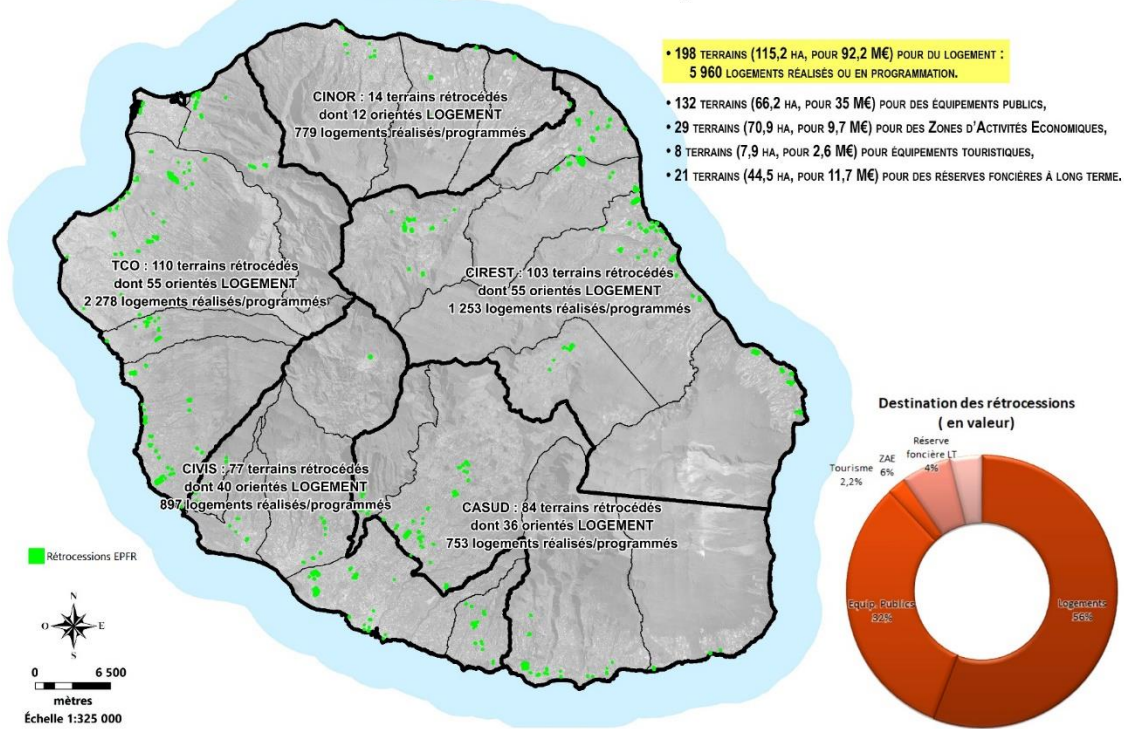 • 198 TERRAINS (115,2 HA, POUR 92,2 M€) POUR DU LOGEMENT :
5 960 LOGEMENTS RÉALISÉS OU EN PROGRAMMATION.
• 132 TERRAINS (66,2 HA, POUR 35 M€) POUR DES ÉQUIPEMENTS PUBLICS,
• 29 TERRAINS (70,9 HA, POUR 9,7 M€) POUR DES ZONES D'ACTIVITÉS ECONOMIQUES,
• 8 TERRAINS (7,9 HA, POUR 2,6 M€) POUR ÉQUIPEMENTS TOURISTIQUES,
• 21 TERRAINS (44,5 HA, POUR 11,7 M€) POUR DES RÉSERVES FONCIÈRES À LONG TERME.
CINOR : 14 terrains rétrocédés
dont 12 orientés LOGEMENT
779 logements réalisés/programmés
TCO : 110 terrains rétrocédés
dont 55 orientés LOGEMENT
2 278 logements réalisés/programmés
CIREST : 103 terrains rétrocédés
dont 55 orientés LOGEMENT
1 253 logements réalisés/programmés
CIVIS : 77 terrains rétrocédés
dont 40 orientés LOGEMENT
897 logements réalisés/programmés
CASUD : 84 terrains rétrocédés
dont 36 orientés LOGEMENT
753 logements réalisés/programmés
Destination des rétrocessions
( en valeur)
Réserve
foncière LT
4%
ZAE
6%
Tourisme
2,2%
Equip. Publics
32%
Logements
56%
Rétrocessions EPFR
N
O
E
S
0 6 500
mètres
Échelle 1:325 000